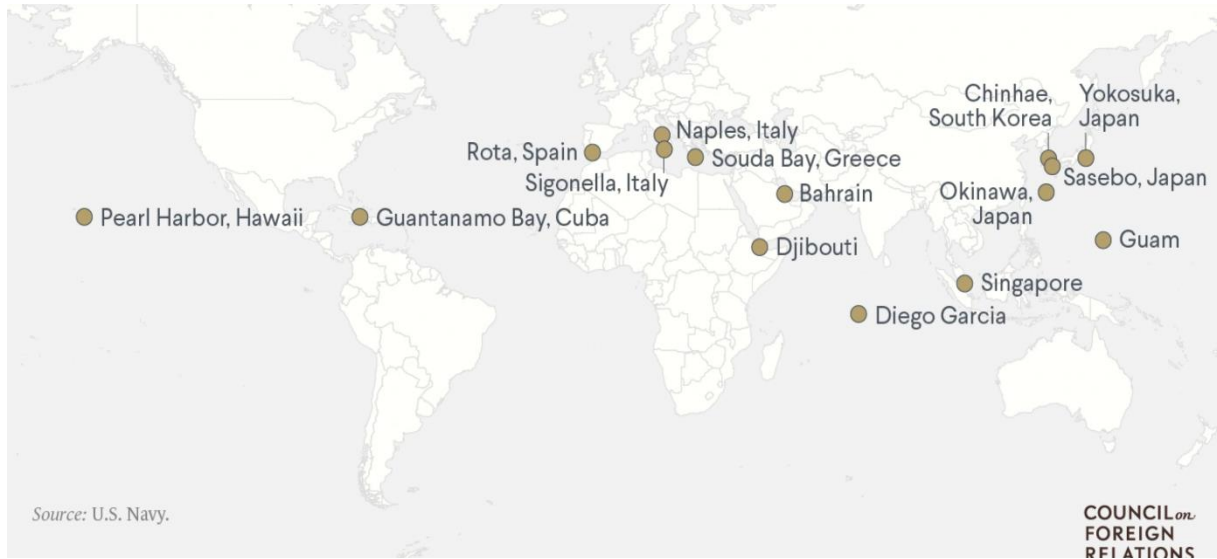 Chinhae,
South Korea
Yokosuka,
Japan
Naples, Italy
Rota, Spain
Souda Bay, Greece
Sigonella, Italy
Sasebo, Japan
Bahrain
Okinawa,
Japan
Pearl Harbor, Hawaii
Guantanamo Bay, Cuba
Guam
Djibouti
Singapore
Diego Garcia
Source: U.S. Navy.
COUNCIL on
FOREIGN
RELATIONS